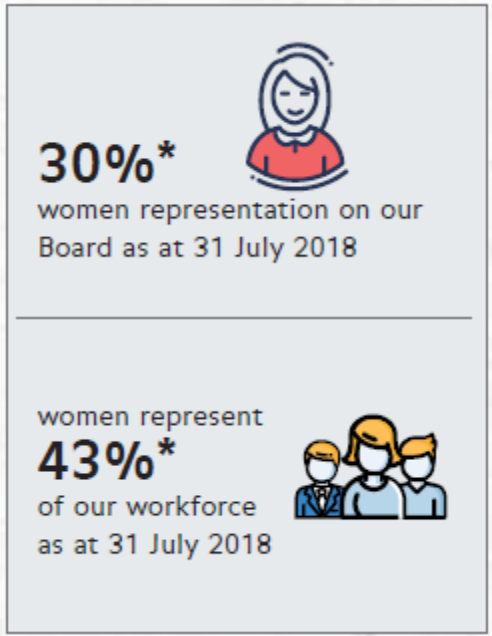 30%*
women representation on our
Board as at 31 July 2018
women represent
43%*
of our workforce
as at 31 July 2018